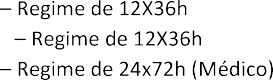 – Regime de 12X36h
– Regime de 12X36h
– Regime de 24x72h (Médico)